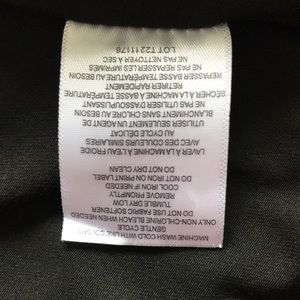 MACHINE WASH COLD WITH LIKE COLORS
GENTLE CYCLE
ONLY NON-CHLORINE BLEACH WHEN NEEDED
DO NOT USE FABRIC SOFTENER
TUMBLE DRY LOW
REMOVE PROMPTLY
COOL IRON IF NEEDED
DO NOT IRON ON PRINT LABEL
DO NOT DRY CLEAN
LAVER À LA MACHINE À L'EAU FROIDE
AVEC DES COULEURS SIMILAIRES
AU CYCLE DÉLICAT
UTILISER SEULEMENT UN AGENT DE
BLANCHIMENT SANS CHLORE AU BESOIN
NE PAS UTILISER D'ASSOUPLISSANT
SÉCHER À LA MACHINE À BASSE TEMPÉRATURE
REPASSER À BASSE TEMPÉRATURE AU BESOIN
NE PAS REPASSER LES IMPRIMÉS
NE PAS NETTOYER À SEC
LOT T2211176